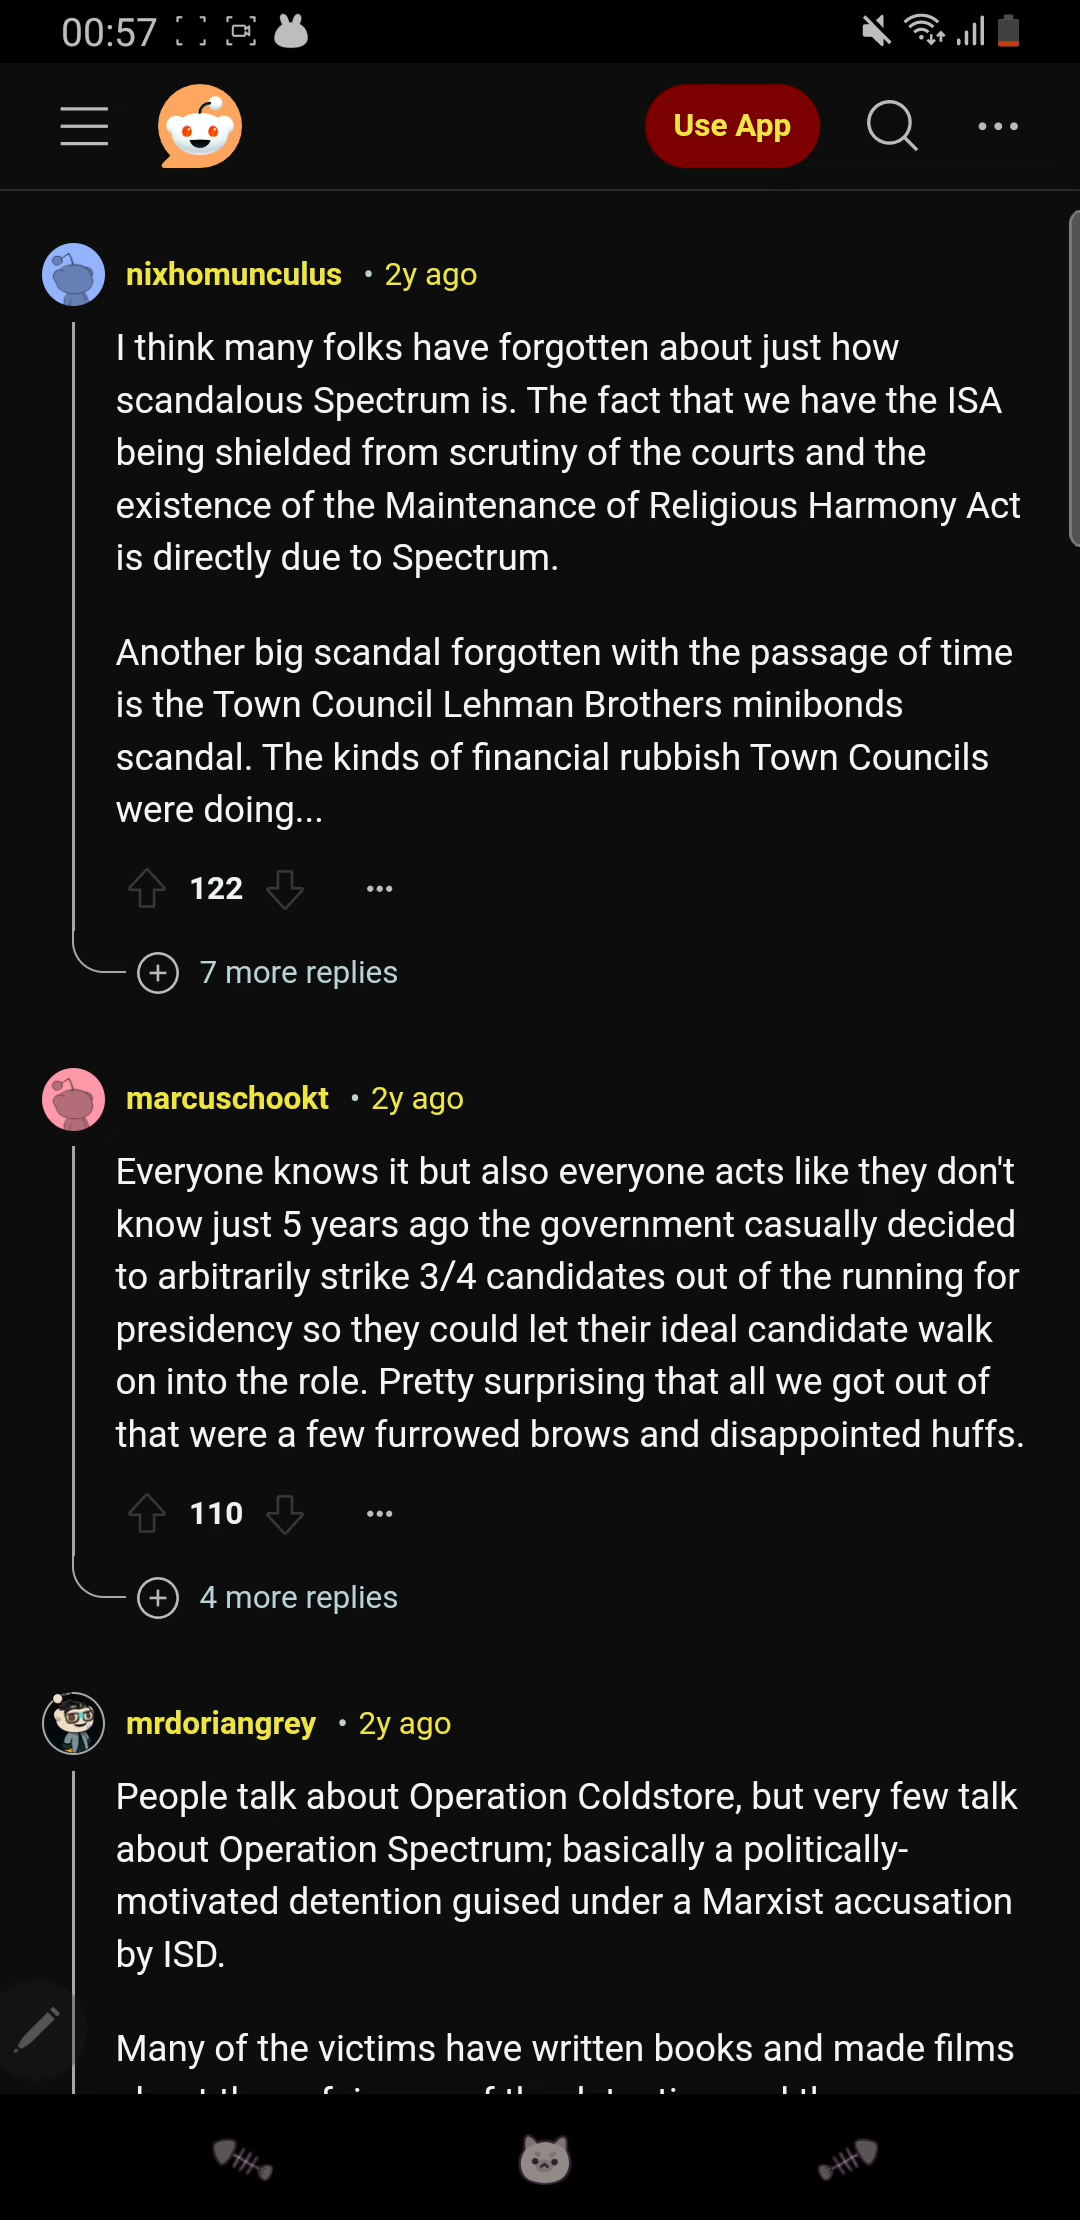 00:57
Use App
nixhomunculus • 2y ago
I think many folks have forgotten about just how
scandalous Spectrum is. The fact that we have the ISA
being shielded from scrutiny of the courts and the
existence of the Maintenance of Religious Harmony Act
is directly due to Spectrum.
Another big scandal forgotten with the passage of time
is the Town Council Lehman Brothers minibonds
scandal. The kinds of financial rubbish Town Councils
were doing...
122
7 more replies
marcuschookt • 2y ago
Everyone knows it but also everyone acts like they don't
know just 5 years ago the government casually decided
to arbitrarily strike 3/4 candidates out of the running for
presidency so they could let their ideal candidate walk
on into the role. Pretty surprising that all we got out of
that were a few furrowed brows and disappointed huffs.
110
4 more replies
mrdoriangrey • 2y ago
People talk about Operation Coldstore, but very few talk
about Operation Spectrum; basically a politically-
motivated detention guised under a Marxist accusation
by ISD.
Many of the victims have written books and made films